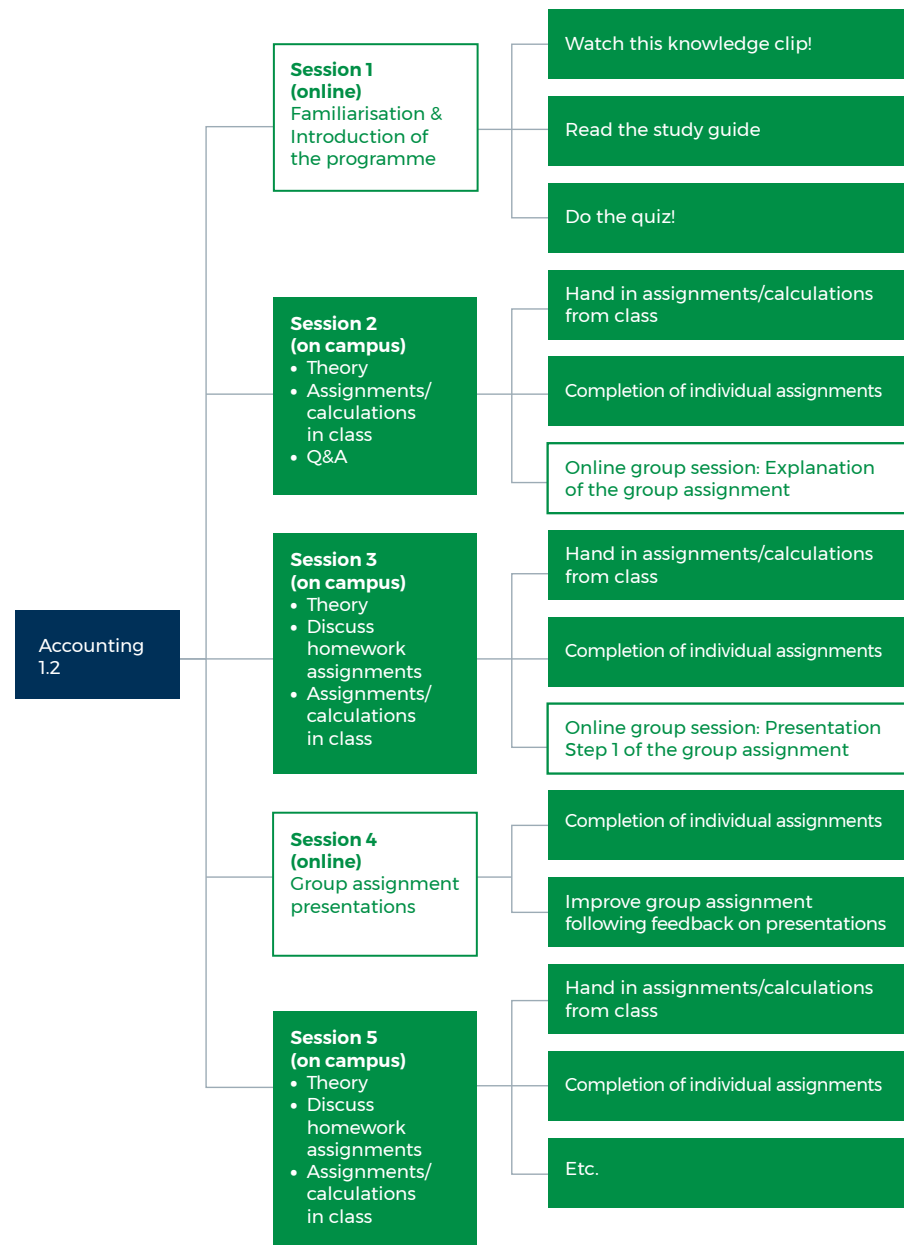 Accounting
1.2
Session 1
(online)
Familiarisation &
Introduction of
the programme
Watch this knowledge clip!
Read the study guide
Do the quiz!
Session 2
(on campus)
• Theory
• Assignments/
calculations
in class
• Q&A
Hand in assignments/calculations
from class
Completion of individual assignments
Online group session: Explanation
of the group assignment
Session 3
(on campus)
• Theory
• Discuss
homework
assignments
• Assignments/
calculations
in class
Hand in assignments/calculations
from class
Completion of individual assignments
Online group session: Presentation
Step 1 of the group assignment
Session 4
(online)
Group assignment
presentations
Completion of individual assignments
Improve group assignment
following feedback on presentations
Session 5
(on campus)
• Theory
• Discuss
homework
assignments
• Assignments/
calculations
in class
Hand in assignments/calculations
from class
Completion of individual assignments
Etc.